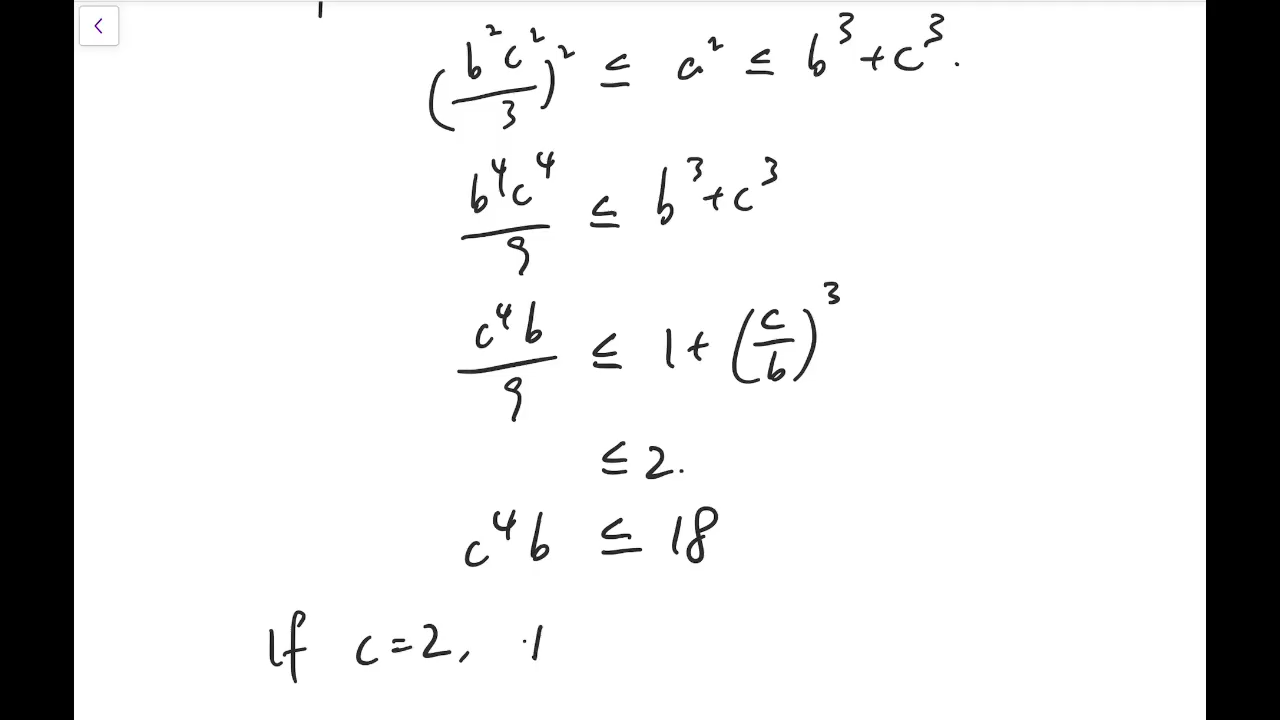 (b²c²/3)² ≤ a² ≤ b³+c³.
b⁴c⁴/9 ≤ b³+c³
c⁴b/9 ≤ 1+(c/b)³
≤ 2.
c⁴b ≤ 18
If c=2, 1